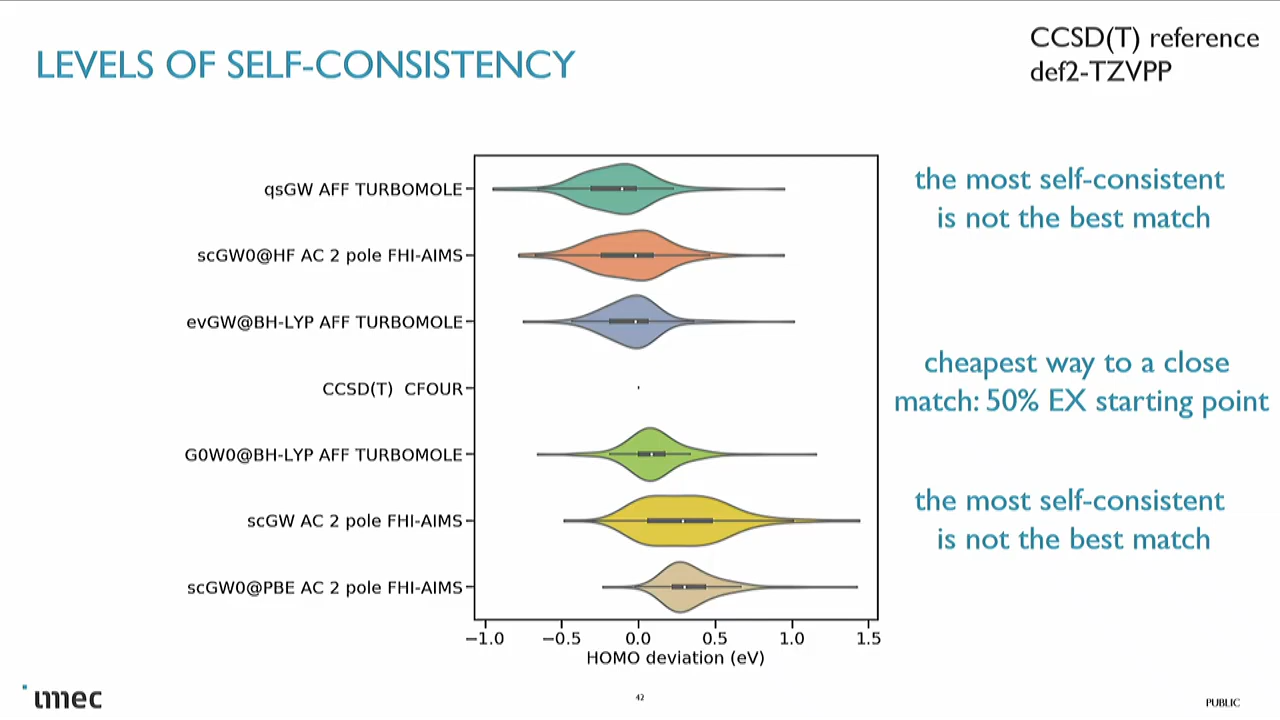 LEVELS OF SELF-CONSISTENCY
CCSD(T) reference
def2-TZVPP
qsGW AFF TURBOMOLE
scGW0@HF AC 2 pole FHI-AIMS
evGW@BH-LYP AFF TURBOMOLE
CCSD(T)  CFOUR
G0W0@BH-LYP AFF TURBOMOLE
scGW AC 2 pole FHI-AIMS
scGW0@PBE AC 2 pole FHI-AIMS
−1.0 −0.5 0.0 0.5 1.0 1.5
HOMO deviation (eV)
the most self-consistent
is not the best match
cheapest way to a close
match: 50% EX starting point
the most self-consistent
is not the best match
imec
42
PUBLIC